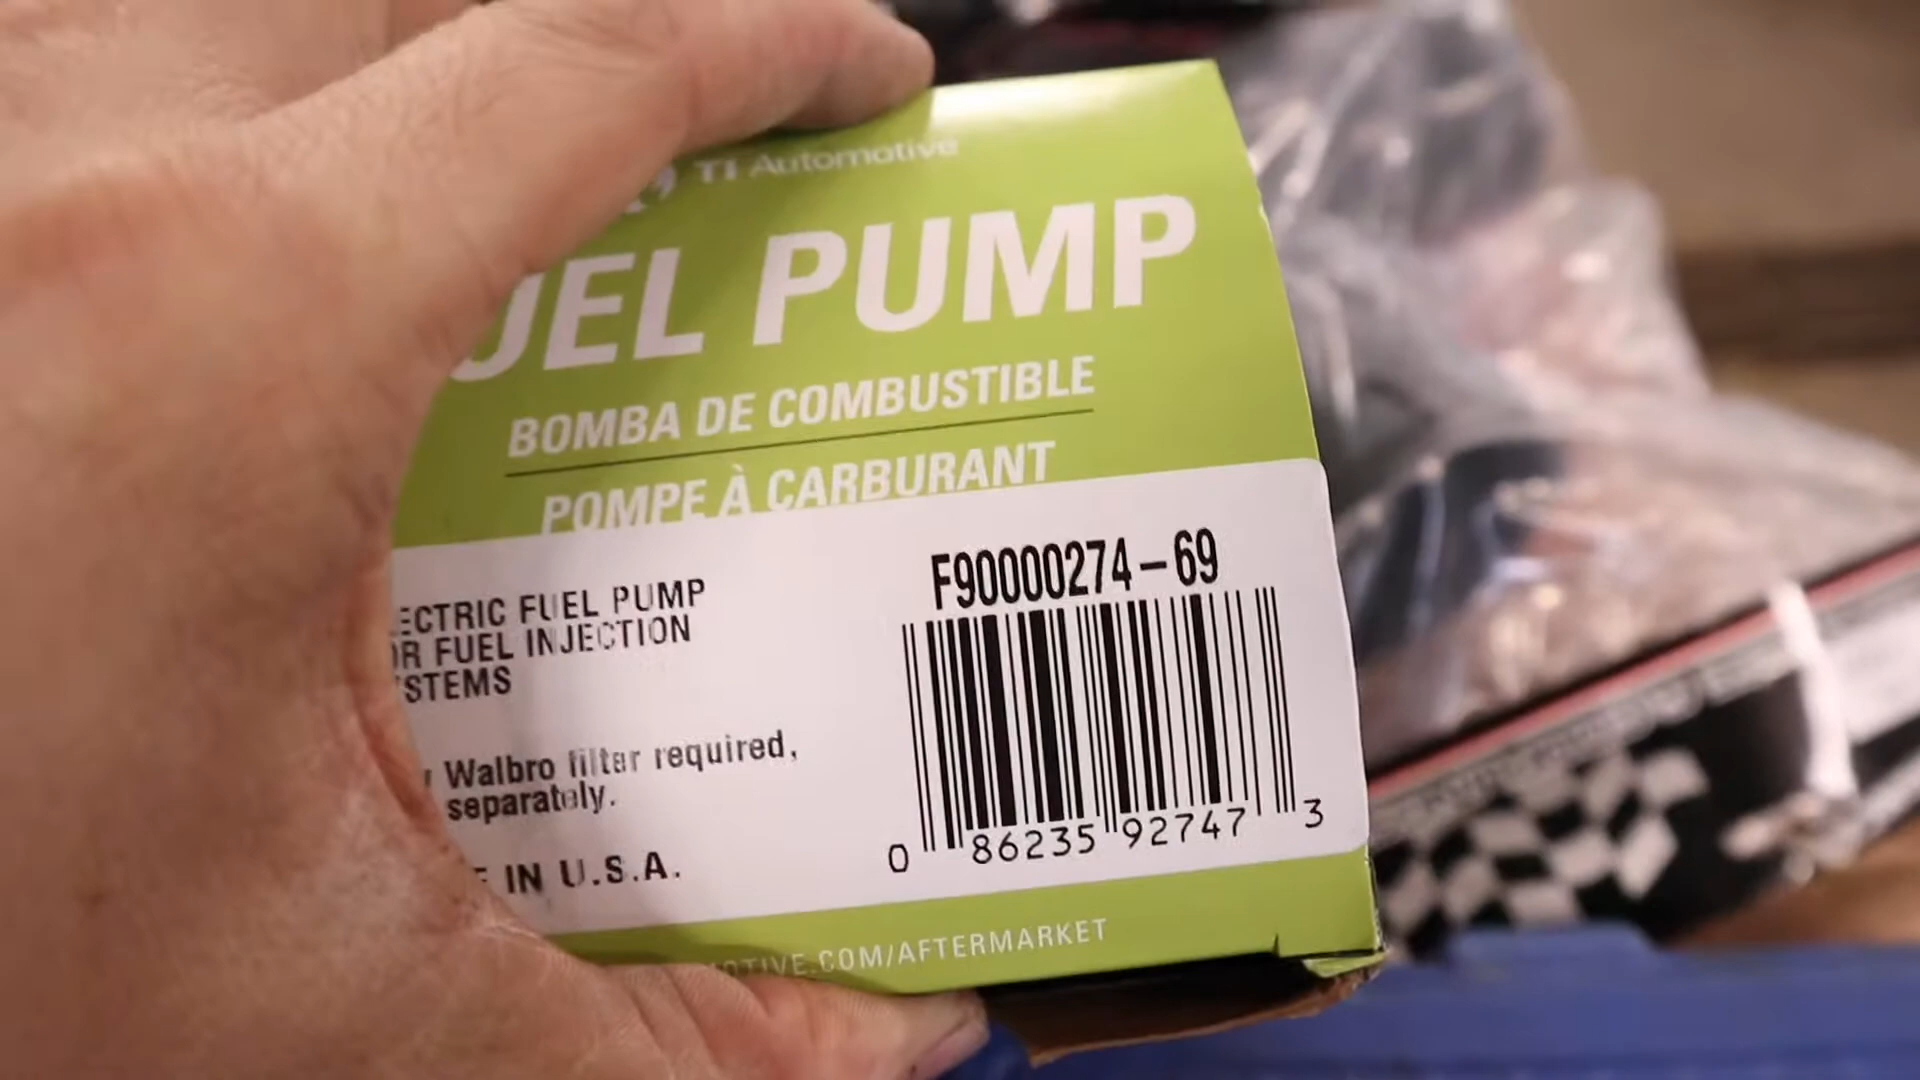 TI Automotive
UEL PUMP
BOMBA DE COMBUSTIBLE
POMPE À CARBURANT
F90000274-69
ECTRIC FUEL PUMP
OR FUEL INJECTION
STEMS
Walbro filter required,
separately.
E IN U.S.A.
0 86235 92747 3
OTIVE.COM/AFTERMARKET